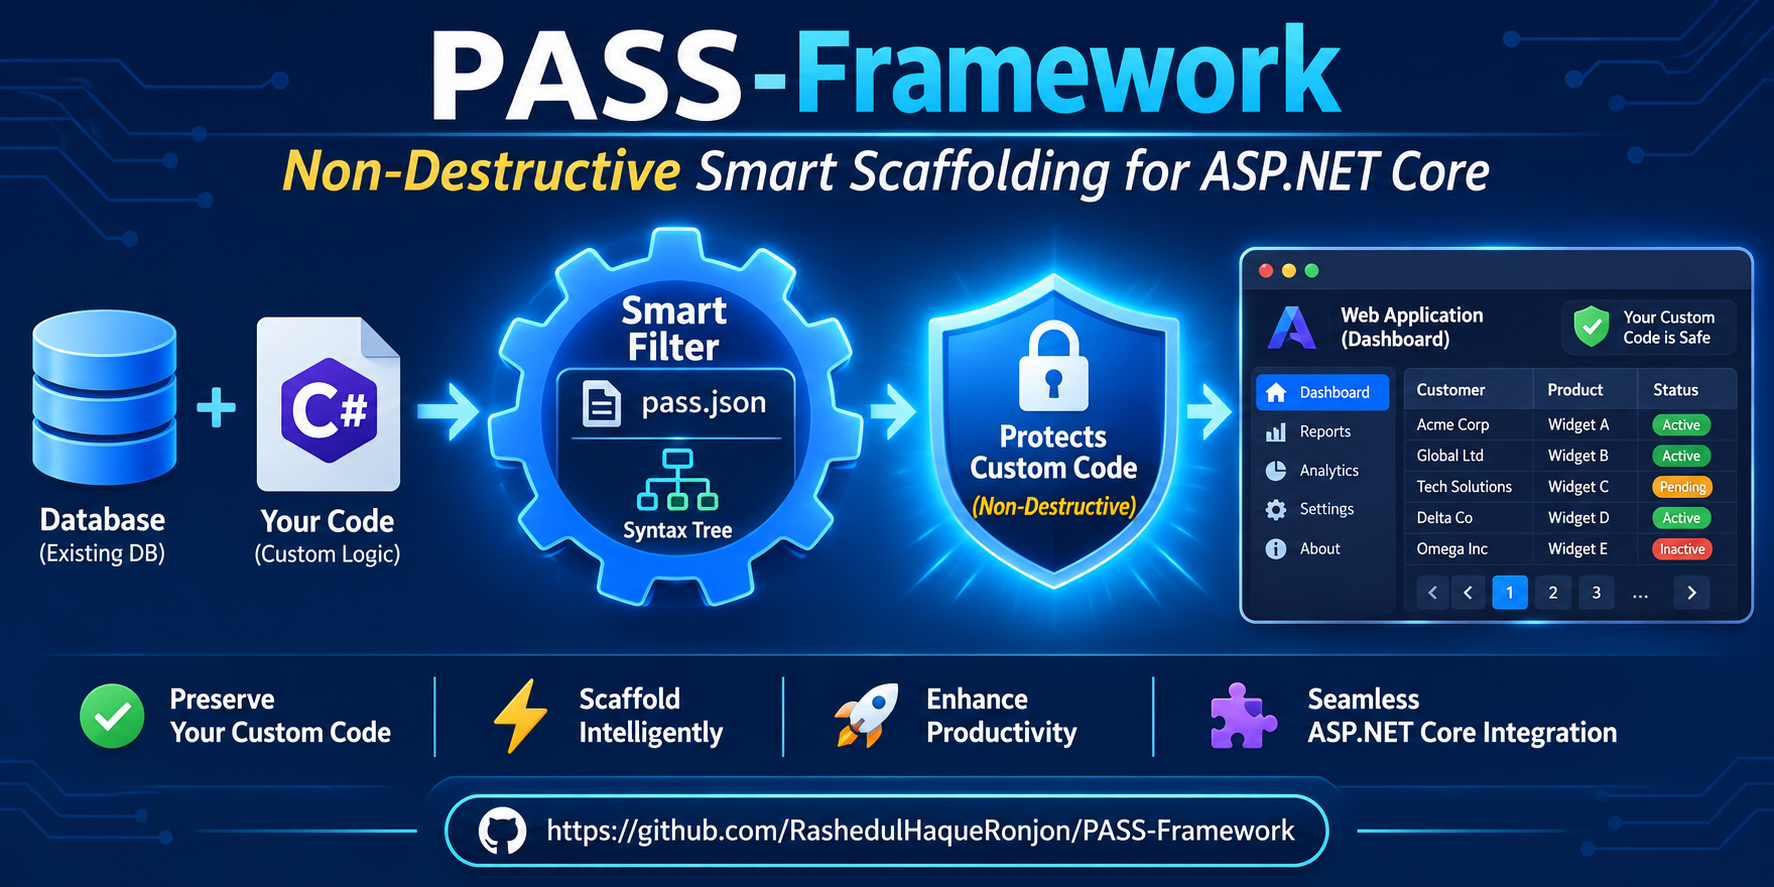 PASS-Framework
Non-Destructive Smart Scaffolding for ASP.NET Core
Database
(Existing DB)
C#
Your Code
(Custom Logic)
Smart
Filter
pass.json
Syntax Tree
Protects
Custom Code
(Non-Destructive)
Web Application
(Dashboard)
Your Custom
Code is Safe
Dashboard
Reports
Analytics
Settings
About
Customer Product Status
Acme Corp Widget A Active
Global Ltd Widget B Active
Tech Solutions Widget C Pending
Delta Co Widget D Active
Omega Inc Widget E Inactive
1 2 3 ...
Preserve
Your Custom Code
Scaffold
Intelligently
Enhance
Productivity
Seamless
ASP.NET Core Integration
https://github.com/RashedulHaqueRonjon/PASS-Framework